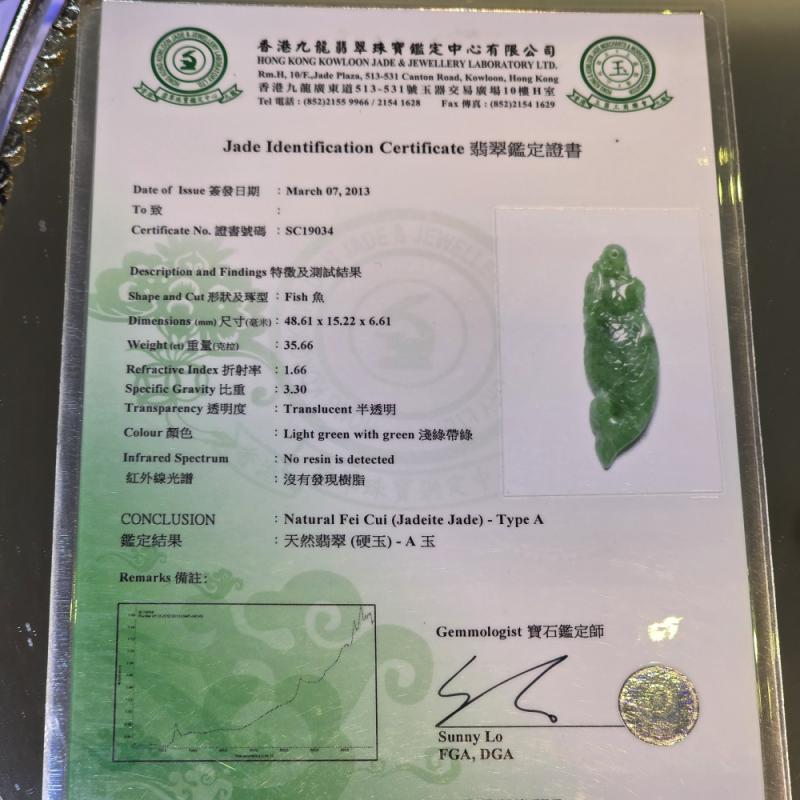 香港九龍翡翠珠寶鑑定中心有限公司
HONG KONG KOWLOON JADE & JEWELLERY LABORATORY LTD.
Rm.H, 10/F.,Jade Plaza, 513-531 Canton Road, Kowloon, Hong Kong
香港九龍廣東道513-531號玉器交易廣場10樓H室
Tel 電話 : (852)2155 9966 / 2154 1628 Fax 傳真 : (852)2154 1629
玉
Jade Identification Certificate 翡翠鑑定證書
Date of Issue 簽發日期 : March 07, 2013
To 致 :
Certificate No. 證書號碼 : SC19034
Description and Findings 特徵及測試結果
Shape and Cut 形狀及琢型 : Fish 魚
Dimensions (mm) 尺寸(毫米) : 48.61 x 15.22 x 6.61
Weight (ct) 重量(克拉) : 35.66
Refractive Index 折射率 : 1.66
Specific Gravity 比重 : 3.30
Transparency 透明度 : Translucent 半透明
Colour 顏色 : Light green with green 淺綠帶綠
Infrared Spectrum : No resin is detected
紅外線光譜 : 沒有發現樹脂
CONCLUSION : Natural Fei Cui (Jadeite Jade) - Type A
鑑定結果 : 天然翡翠 (硬玉) - A 玉
Remarks 備註 :
Gemmologist 寶石鑑定師
Sunny Lo
FGA, DGA